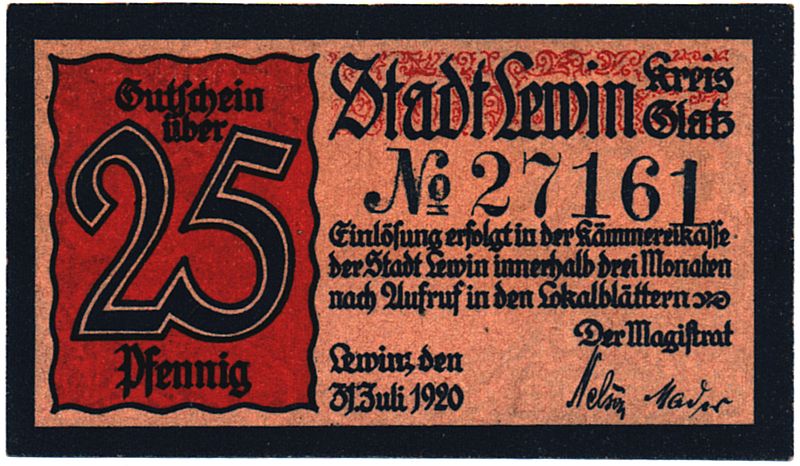 Gutschein
über
25
Pfennig
Stadt Lewin Kreis Glatz
No 27161
Einlösung erfolgt in der Kämmereikasse
der Stadt Lewin innerhalb drei Monaten
nach Aufruf in den Lokalblättern
Der Magistrat
Lewin, den
31. Juli 1920